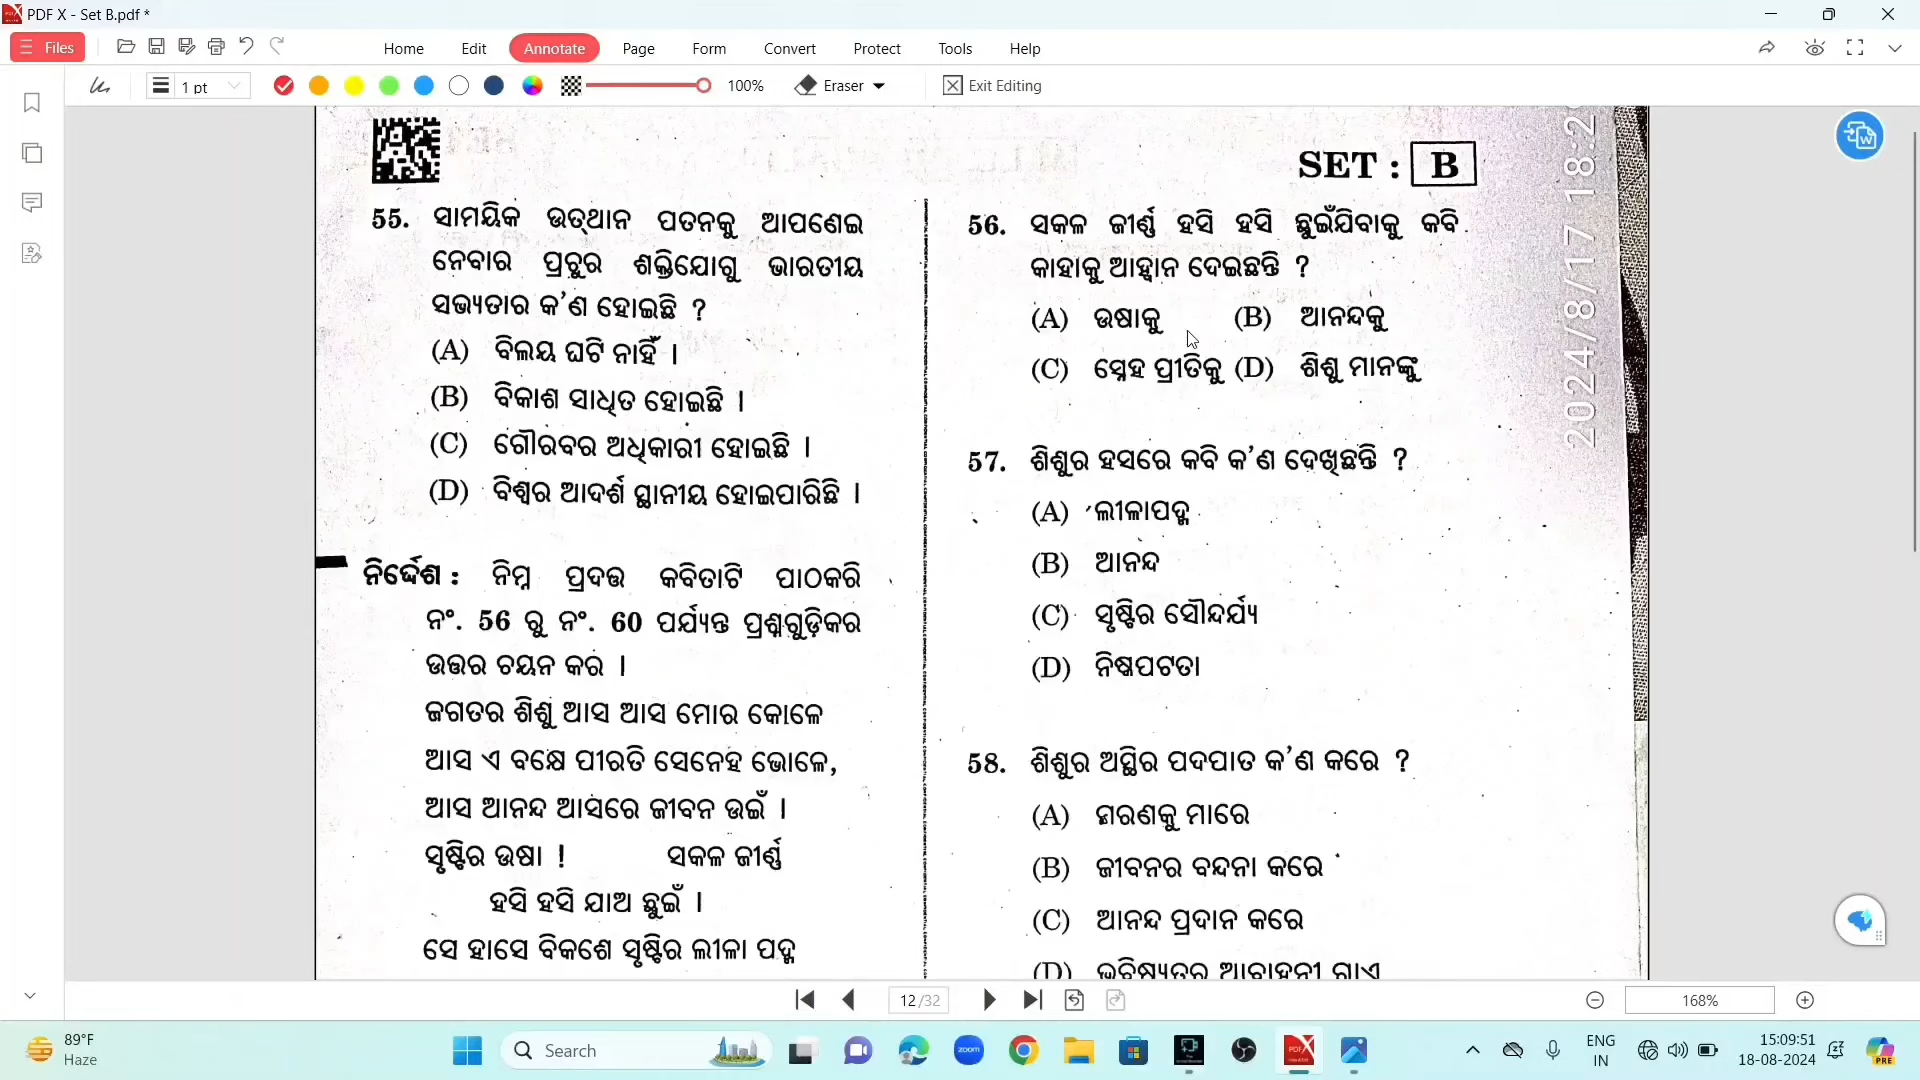 PDF X - Set B.pdf *
Files
Home Edit Annotate Page Form Convert Protect Tools Help
1 pt
100%
Eraser
Exit Editing
SET : B
2024/8/17 18:2
55. ସାମୟିକ ଉତ୍‌ଥାନ ପତନକୁ ଆପଣେଇ
ନେବାର ପ୍ରଚୁର ଶକ୍ତିଯୋଗୁ ଭାରତୀୟ
ସଭ୍ୟତାର କ'ଣ ହୋଇଛି ?
(A) ବିଲୟ ଘଟି ନାହିଁ ।
(B) ବିକାଶ ସାଧିତ ହୋଇଛି ।
(C) ଗୌରବର ଅଧିକାରୀ ହୋଇଛି ।
(D) ବିଶ୍ୱର ଆଦର୍ଶ ସ୍ଥାନୀୟ ହୋଇପାରିଛି ।
ନିର୍ଦ୍ଦେଶ : ନିମ୍ନ ପ୍ରଦତ୍ତ କବିତାଟି ପାଠକରି
ନଂ. 56 ରୁ ନଂ. 60 ପର୍ଯ୍ୟନ୍ତ ପ୍ରଶ୍ନଗୁଡ଼ିକର
ଉତ୍ତର ଚୟନ କର ।
ଜଗତର ଶିଶୁ ଆସ ଆସ ମୋର କୋଳେ
ଆସ ଏ ବକ୍ଷେ ପୀରତି ସେନେହ ଭୋଳେ,
ଆସ ଆନନ୍ଦ ଆସରେ ଜୀବନ ଉଇଁ ।
ସୃଷ୍ଟିର ଉଷା ! ସକଳ ଜୀର୍ଣ୍ଣ
ହସି ହସି ଯାଅ ଛୁଇଁ ।
ସେ ହାସେ ବିକଶେ ସୃଷ୍ଟିର ଲୀଳା ପଦ୍ମ
56. ସକଳ ଜୀର୍ଣ୍ଣ ହସି ହସି ଛୁଇଁଯିବାକୁ କବି
କାହାକୁ ଆହ୍ୱାନ ଦେଇଛନ୍ତି ?
(A) ଉଷାକୁ (B) ଆନନ୍ଦକୁ
(C) ସ୍ନେହ ପ୍ରୀତିକୁ (D) ଶିଶୁ ମାନଙ୍କୁ
57. ଶିଶୁର ହସରେ କବି କ'ଣ ଦେଖିଛନ୍ତି ?
(A) ଲୀଳାପଦ୍ମ
(B) ଆନନ୍ଦ
(C) ସୃଷ୍ଟିର ସୌନ୍ଦର୍ଯ୍ୟ
(D) ନିଷ୍କପଟତା
58. ଶିଶୁର ଅସ୍ଥିର ପଦପାତ କ'ଣ କରେ ?
(A) ମରଣକୁ ମାରେ
(B) ଜୀବନର ବନ୍ଦନା କରେ
(C) ଆନନ୍ଦ ପ୍ରଦାନ କରେ
(D) ଭବିଷ୍ୟତର ଆବାହନୀ ଗାଏ
12 /32
168%
89°F
Haze
Search
zoom
ENG
IN
15:09:51
18-08-2024